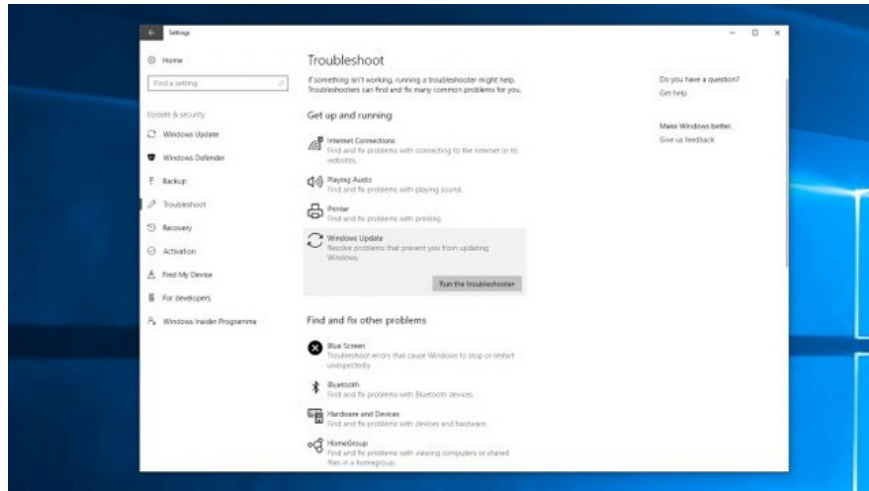 Settings
Home
Find a setting
Update & security
Windows Update
Windows Defender
Backup
Troubleshoot
Recovery
Activation
Find My Device
For developers
Windows Insider Programme
Troubleshoot
If something isn't working, running a troubleshooter might help.
Troubleshooters can find and fix many common problems for you.
Get up and running
Internet Connections
Find and fix problems with connecting to the Internet or to
websites.
Playing Audio
Find and fix problems with playing sound.
Printer
Find and fix problems with printing.
Windows Update
Resolve problems that prevent you from updating
Windows.
Run the troubleshooter
Find and fix other problems
Blue Screen
Troubleshoot errors that cause Windows to stop or restart
unexpectedly
Bluetooth
Find and fix problems with Bluetooth devices
Hardware and Devices
Find and fix problems with devices and hardware.
HomeGroup
Find and fix problems with viewing computers or shared
files in a homegroup.
Do you have a question?
Get help
Make Windows better.
Give us feedback